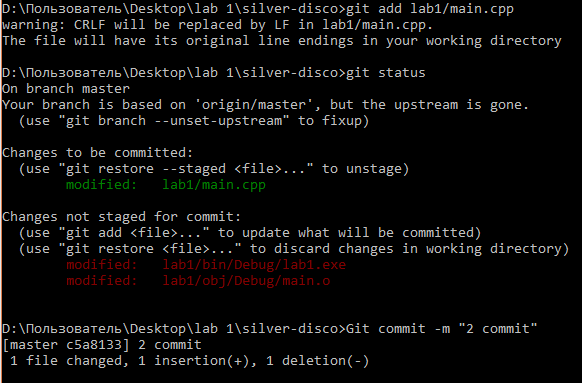 D:\Пользователь\Desktop\lab 1\silver-disco>git add lab1/main.cpp
warning: CRLF will be replaced by LF in lab1/main.cpp.
The file will have its original line endings in your working directory
D:\Пользователь\Desktop\lab 1\silver-disco>git status
On branch master
Your branch is based on 'origin/master', but the upstream is gone.
  (use "git branch --unset-upstream" to fixup)
Changes to be committed:
  (use "git restore --staged <file>..." to unstage)
        modified:   lab1/main.cpp
Changes not staged for commit:
  (use "git add <file>..." to update what will be committed)
  (use "git restore <file>..." to discard changes in working directory)
        modified:   lab1/bin/Debug/lab1.exe
        modified:   lab1/obj/Debug/main.o
D:\Пользователь\Desktop\lab 1\silver-disco>Git commit -m "2 commit"
[master c5a8133] 2 commit
 1 file changed, 1 insertion(+), 1 deletion(-)